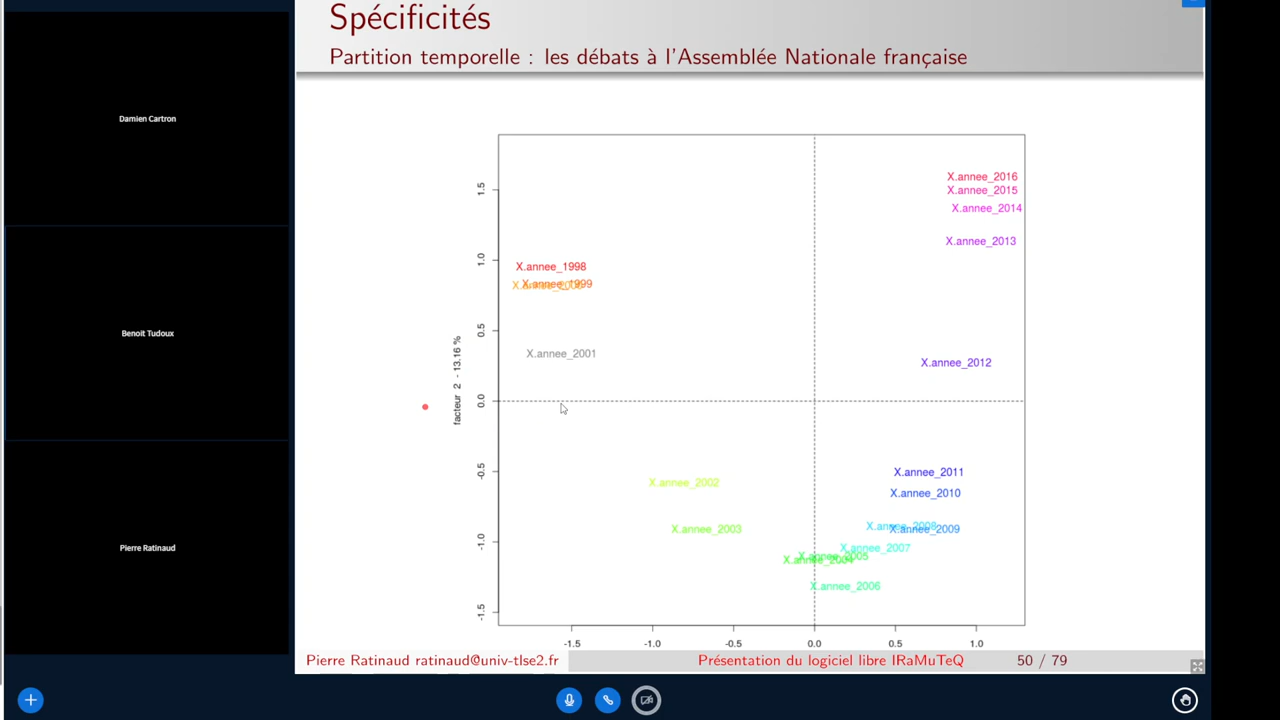 Damien Cartron
Benoit Tudoux
Pierre Ratinaud
Spécificités
Partition temporelle : les débats à l'Assemblée Nationale française
X.annee_2016
X.annee_2015
X.annee_2014
X.annee_2013
X.annee_1998
X.annee_1999
X.annee_2001
X.annee_2012
X.annee_2011
X.annee_2002
X.annee_2010
X.annee_2008
X.annee_2009
X.annee_2003
X.annee_2007
X.annee_2005
X.annee_2004
X.annee_2006
facteur 2 - 13.16 %
1.5
1.0
0.5
0.0
-0.5
-1.0
-1.5
-1.5 -1.0 -0.5 0.0 0.5 1.0
Pierre Ratinaud ratinaud@univ-tlse2.fr Présentation du logiciel libre IRaMuTeQ 50 / 79